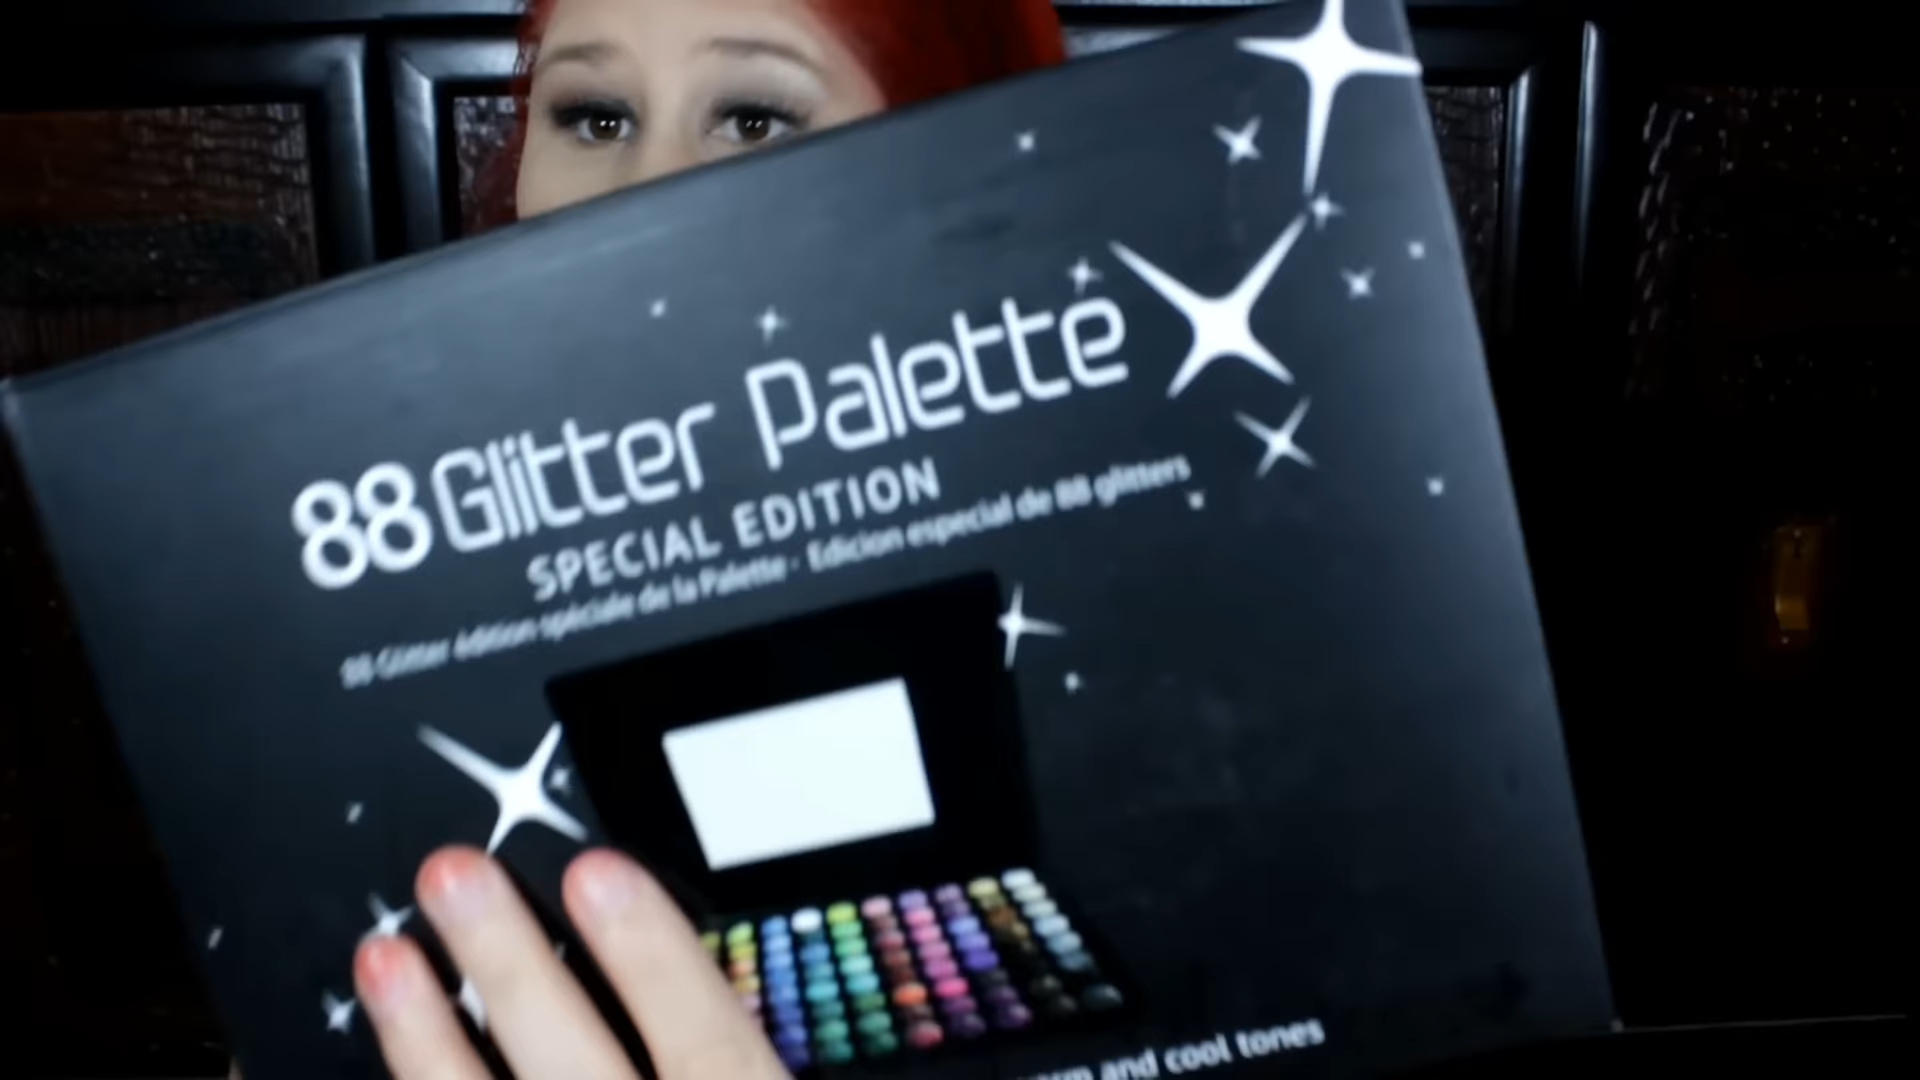 88 Glitter Palette
SPECIAL EDITION
88 Glitter édition spéciale de la Palette - Edicion especial de 88 glitters
and cool tones